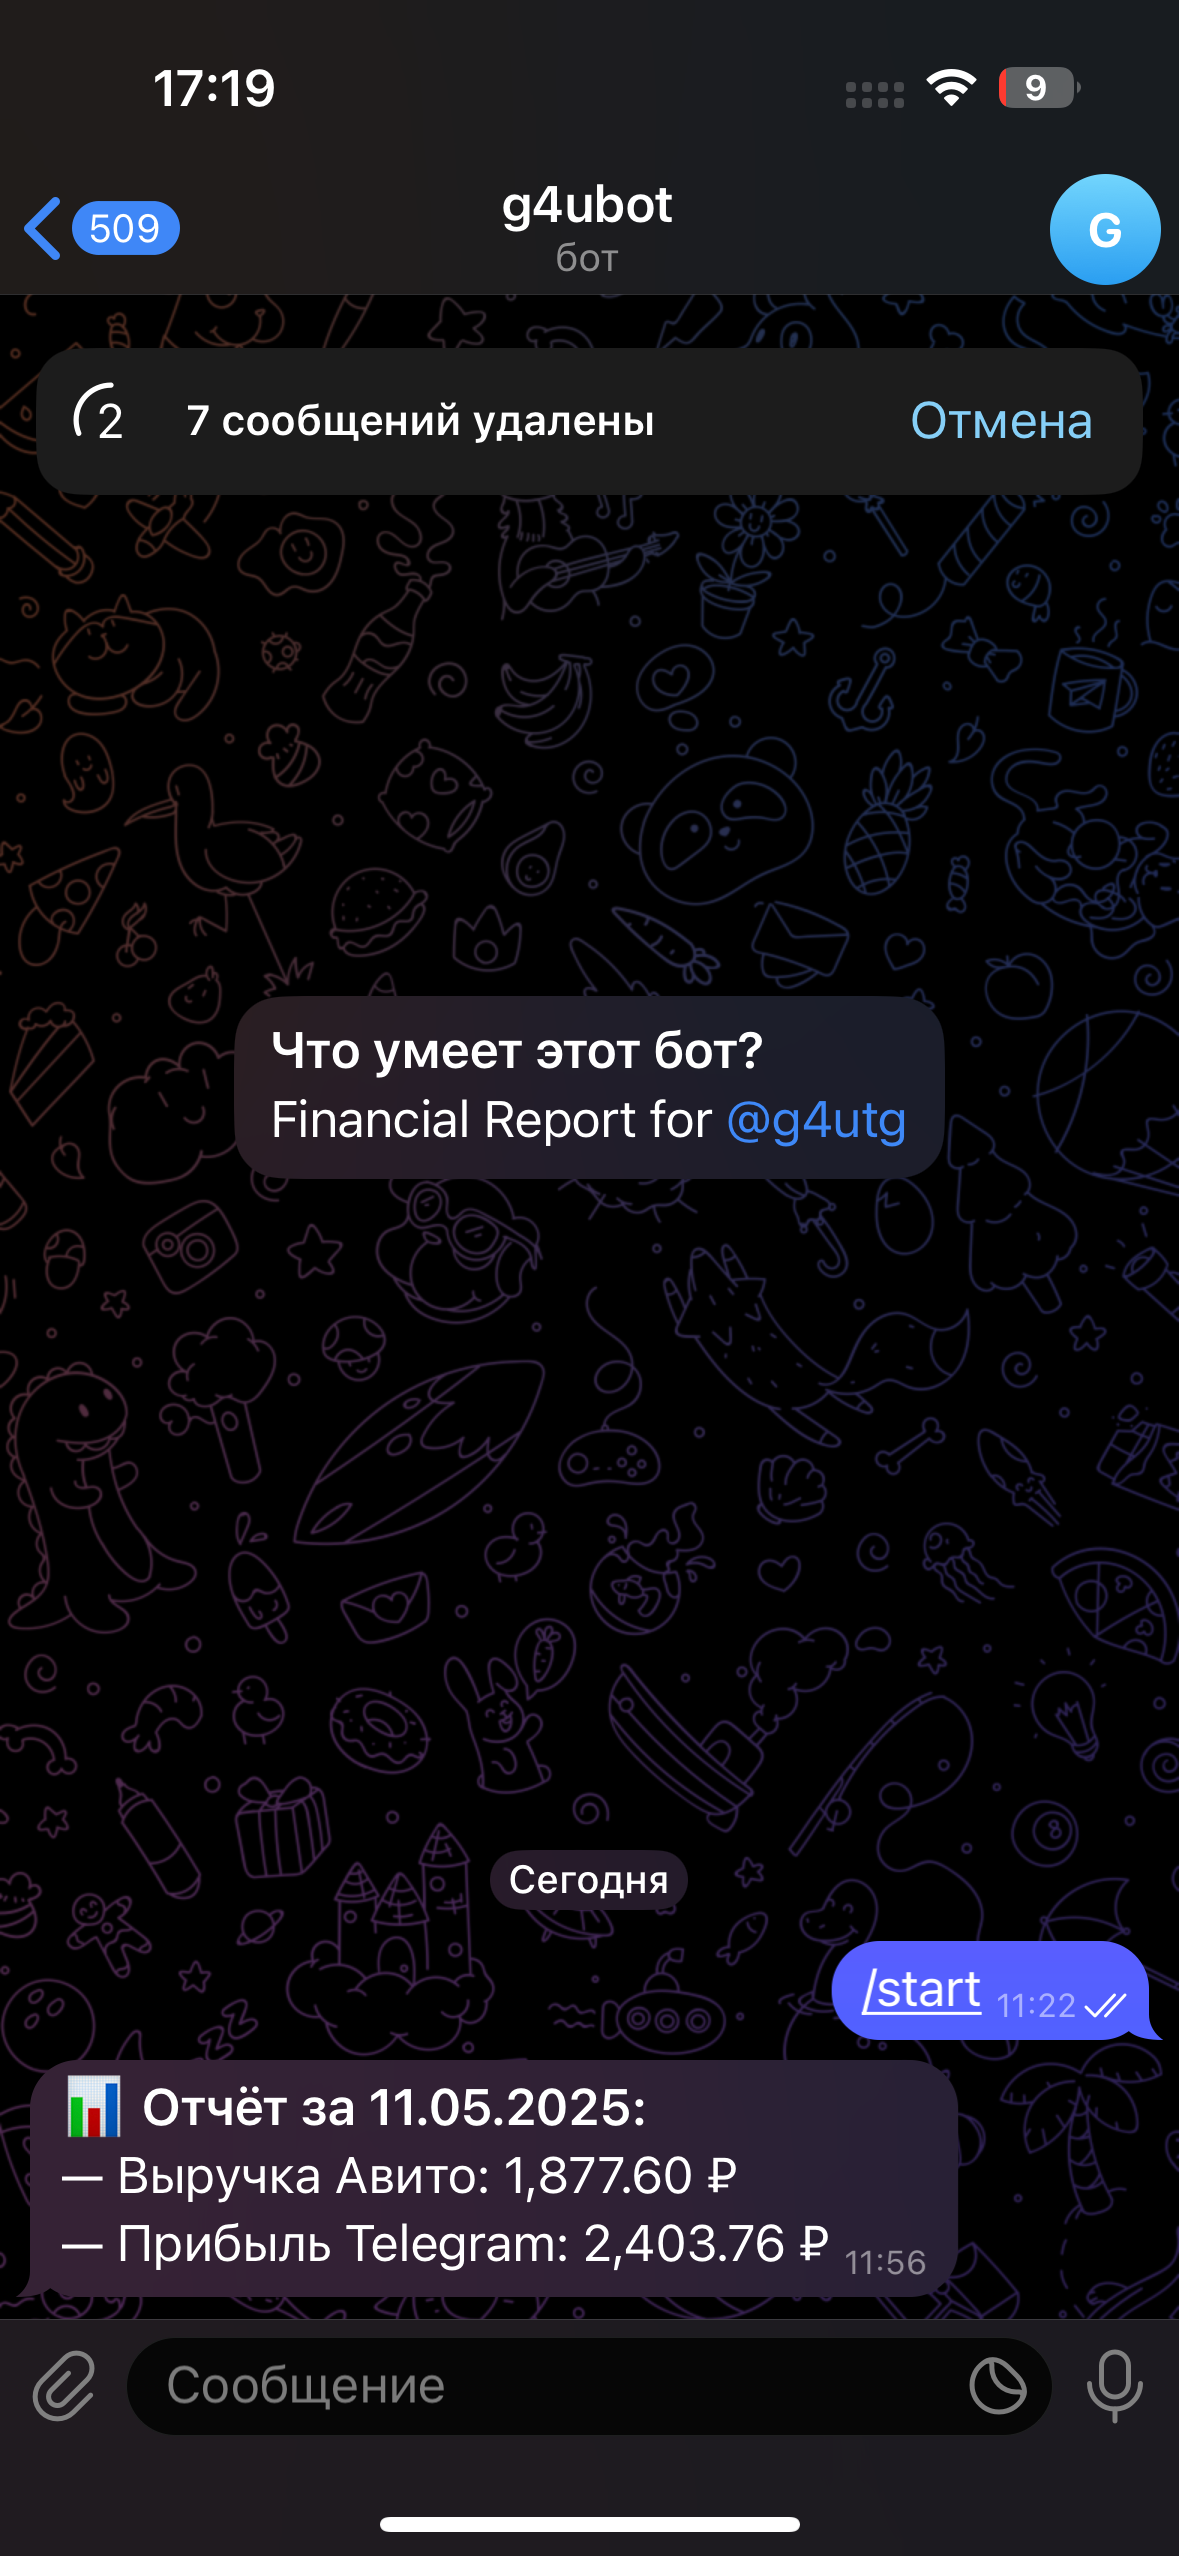 17:19
9
509
g4ubot
бот
G
2
7 сообщений удалены
Отмена
Что умеет этот бот?
Financial Report for @g4utg
Сегодня
/start 11:22
📊 Отчёт за 11.05.2025:
— Выручка Авито: 1,877.60 ₽
— Прибыль Telegram: 2,403.76 ₽ 11:56
Сообщение